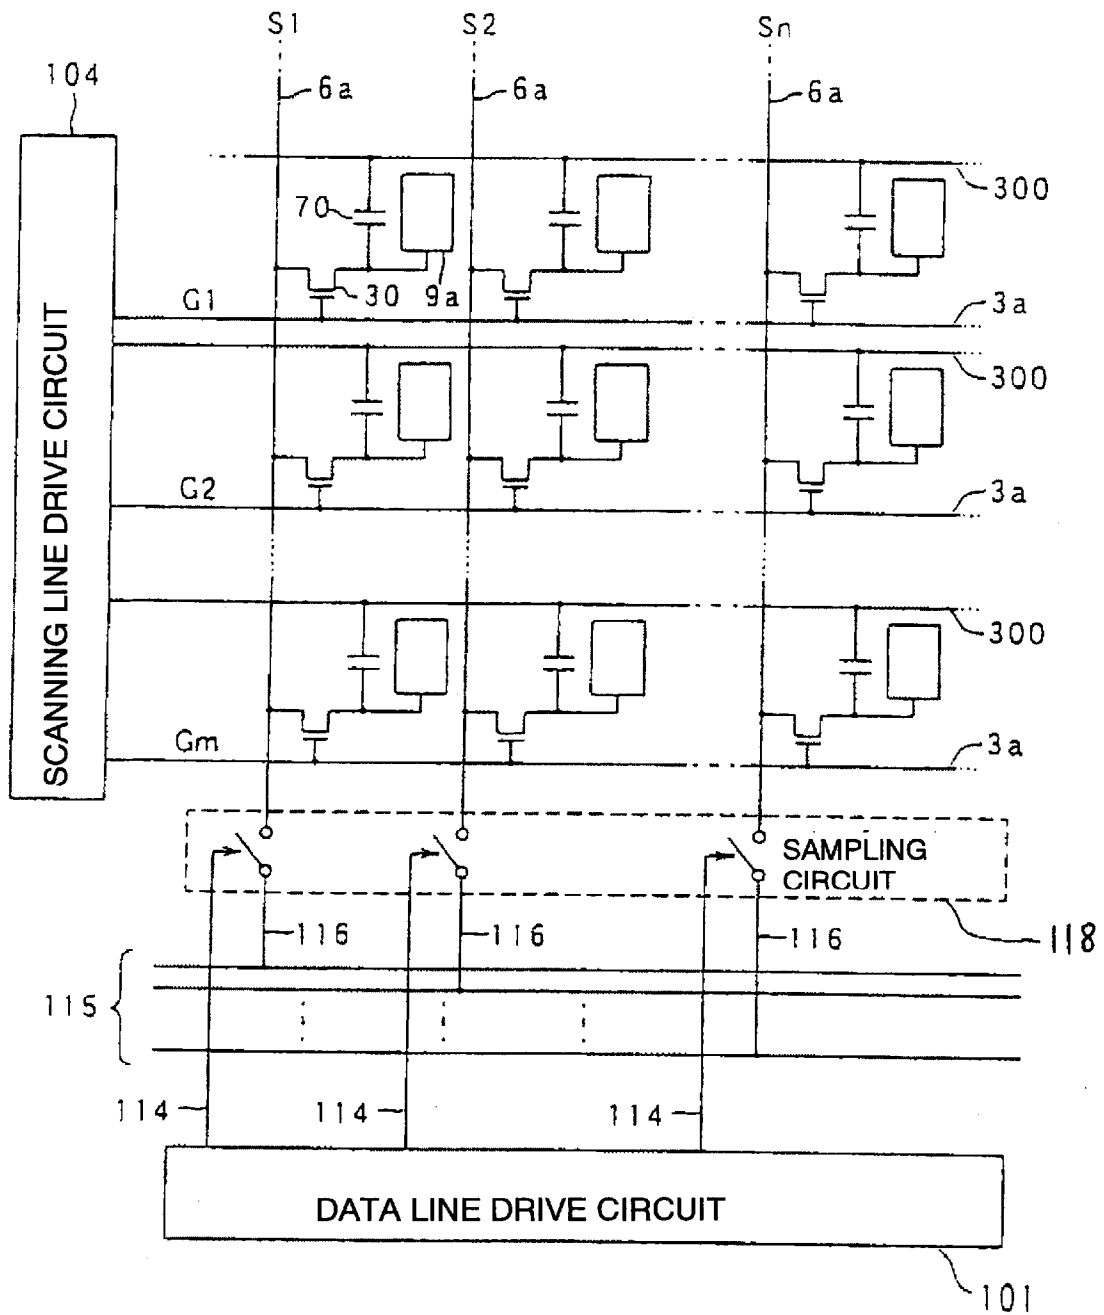 S1 S2 Sn
104
6a 6a 6a
300
70
30 9a
G1 3a
300
G2 3a
300
Gm 3a
SCANNING LINE DRIVE CIRCUIT
SAMPLING
CIRCUIT
116 116 116 118
115
114 114 114
DATA LINE DRIVE CIRCUIT
101